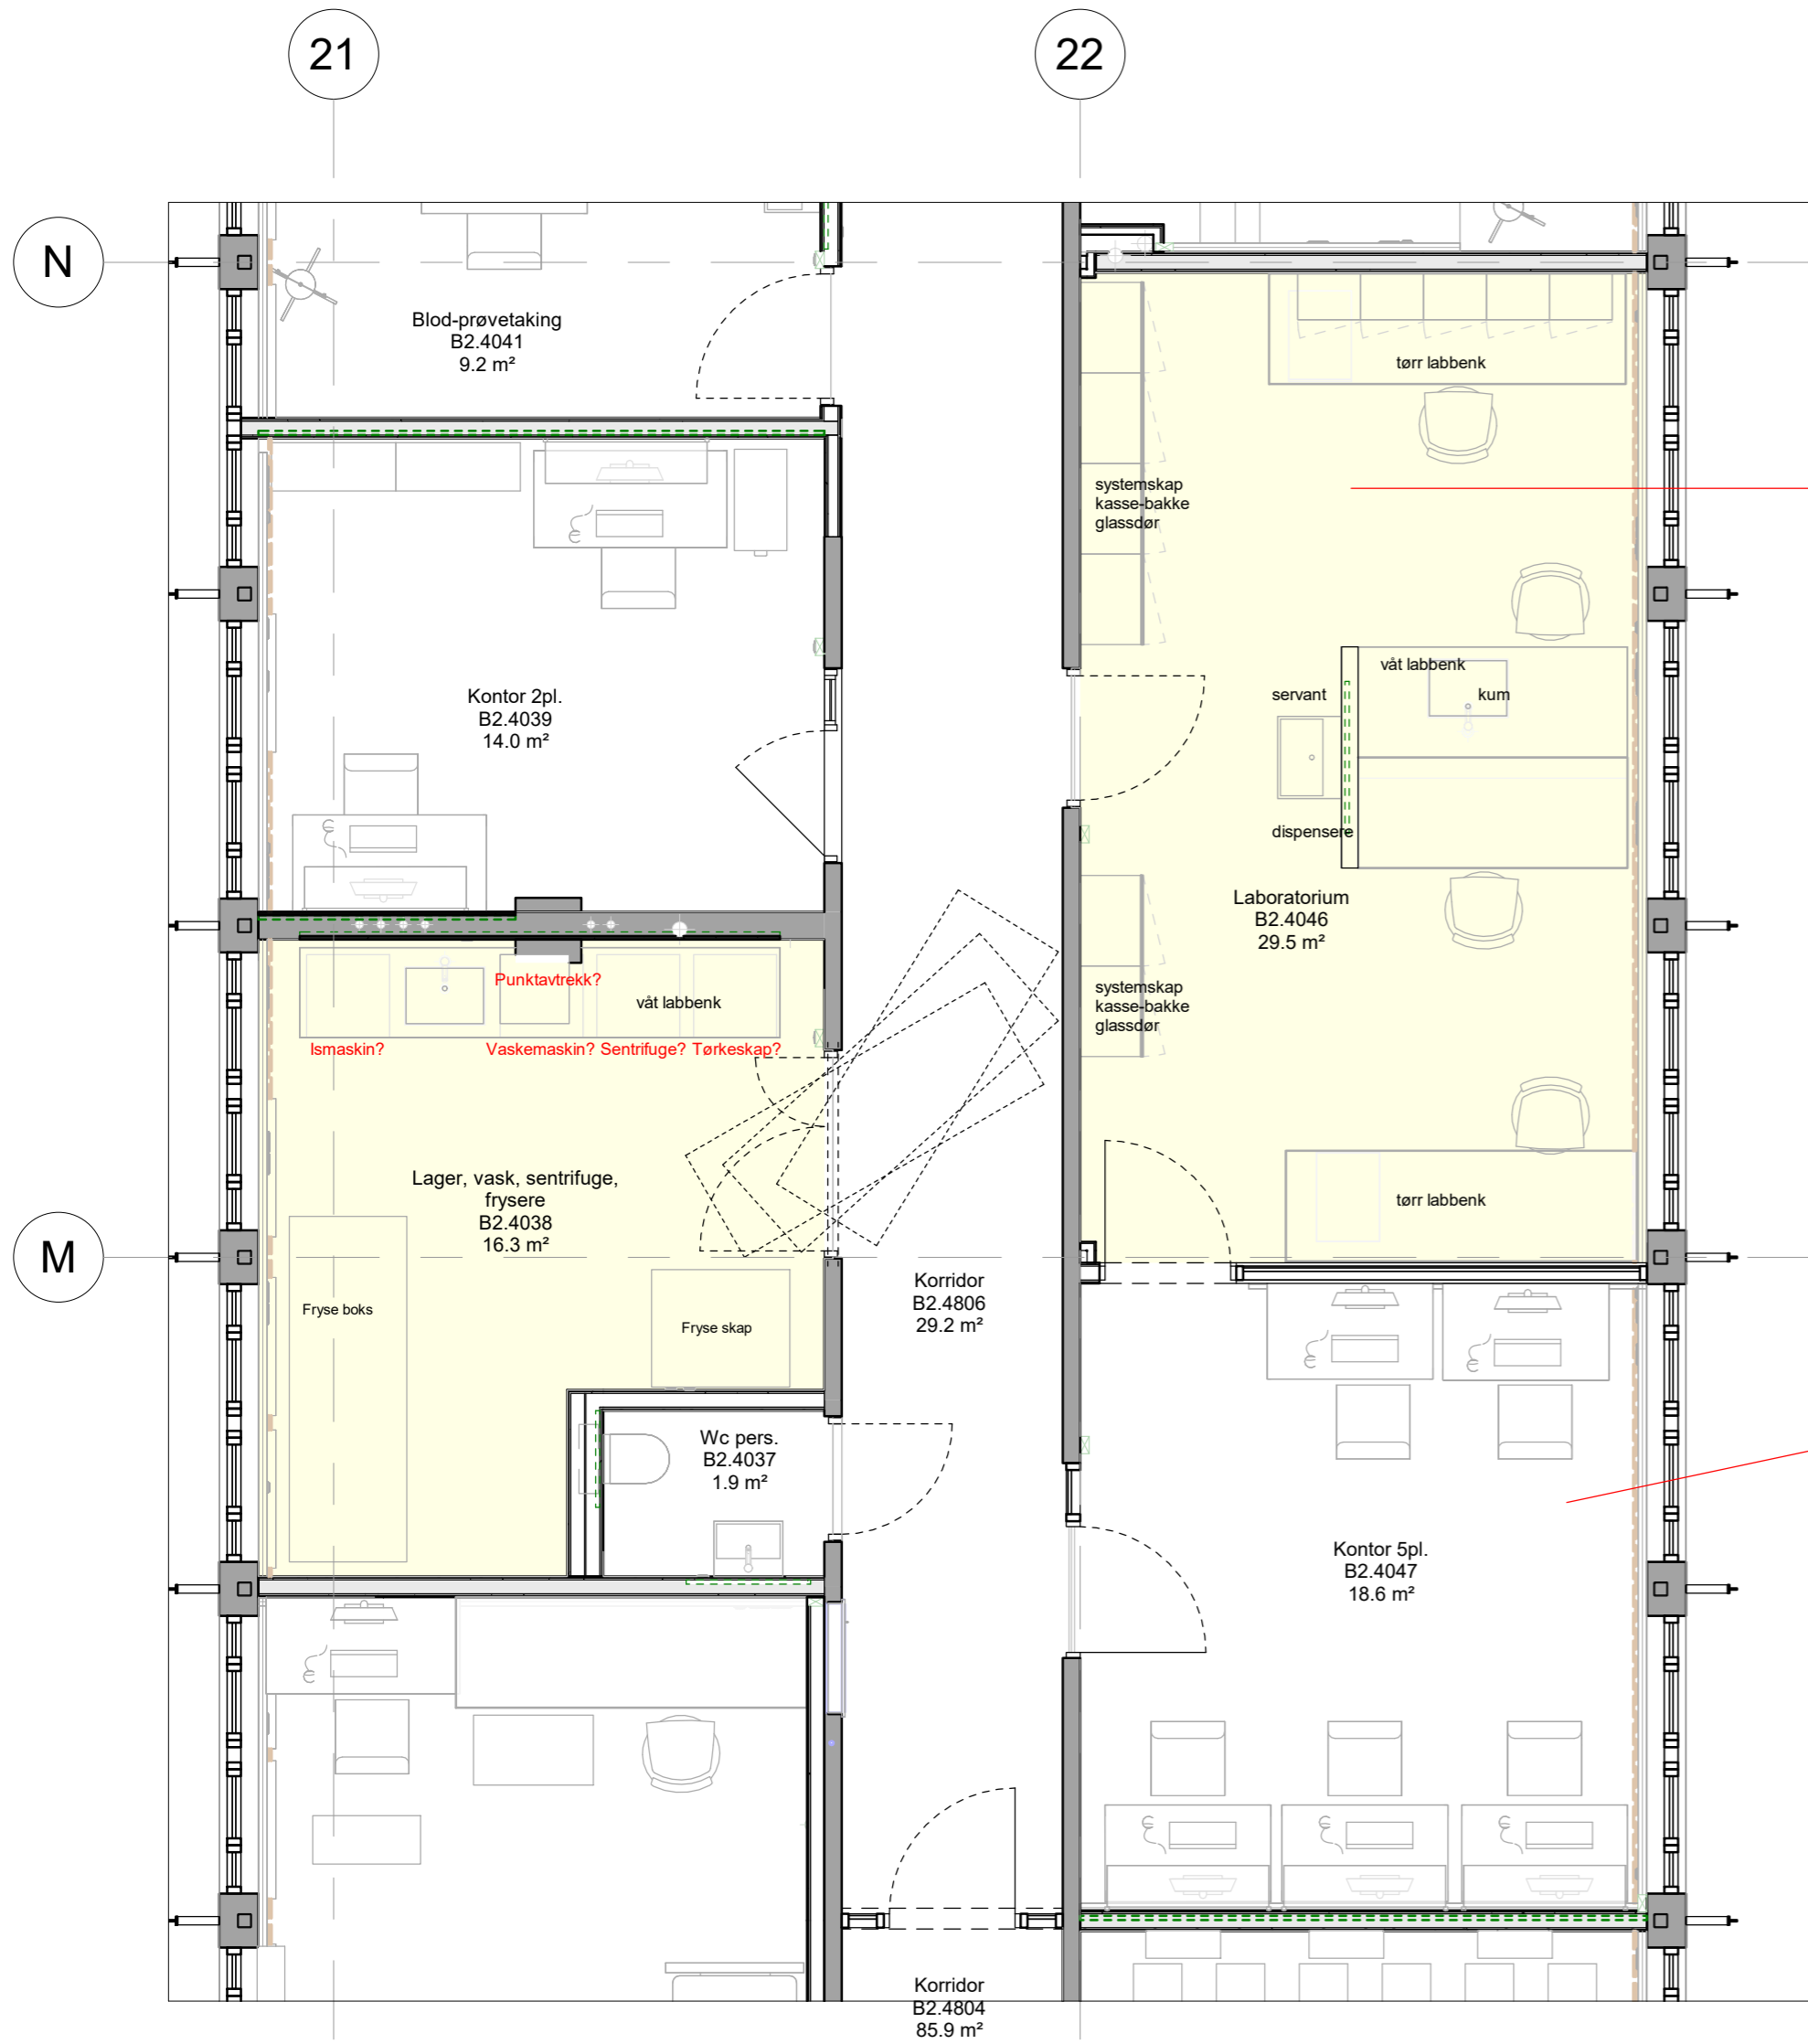 21
22
N
Blod-prøvetaking
B2.4041
9.2 m²
tørr labbenk
systemskap
kasse-bakke
glassdør
Kontor 2pl.
B2.4039
14.0 m²
våt labbenk
servant
kum
dispensere
Laboratorium
B2.4046
29.5 m²
Punktavtrekk?
våt labbenk
systemskap
kasse-bakke
glassdør
Ismaskin?
Vaskemaskin?
Sentrifuge?
Tørkeskap?
Lager, vask, sentrifuge,
frysere
B2.4038
16.3 m²
tørr labbenk
M
Fryse boks
Fryse skap
Korridor
B2.4806
29.2 m²
Wc pers.
B2.4037
1.9 m²
Kontor 5pl.
B2.4047
18.6 m²
Korridor
B2.4804
85.9 m²